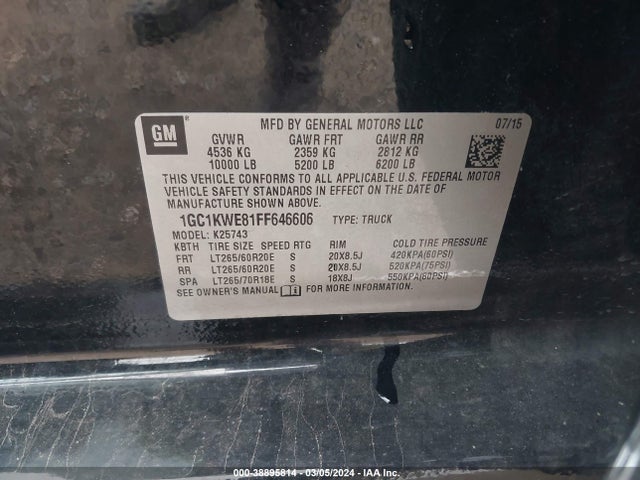 GM
MFD BY GENERAL MOTORS LLC 07/15
GVWR GAWR FRT GAWR RR
4536 KG 2359 KG 2812 KG
10000 LB 5200 LB 6200 LB
THIS VEHICLE CONFORMS TO ALL APPLICABLE U.S. FEDERAL MOTOR
VEHICLE SAFETY STANDARDS IN EFFECT ON THE DATE OF
MANUFACTURE SHOWN ABOVE.
1GC1KWE81FF646606 TYPE: TRUCK
MODEL: K25743
KBTH TIRE SIZE SPEED RTG RIM COLD TIRE PRESSURE
FRT LT265/60R20E S 20X8.5J 420KPA(60PSI)
RR LT265/60R20E S 20X8.5J 520KPA(75PSI)
SPA LT265/70R18E S 18X8J 550KPA(80PSI)
SEE OWNER'S MANUAL FOR MORE INFORMATION.
000-38895814 - 03/05/2024 - IAA Inc.